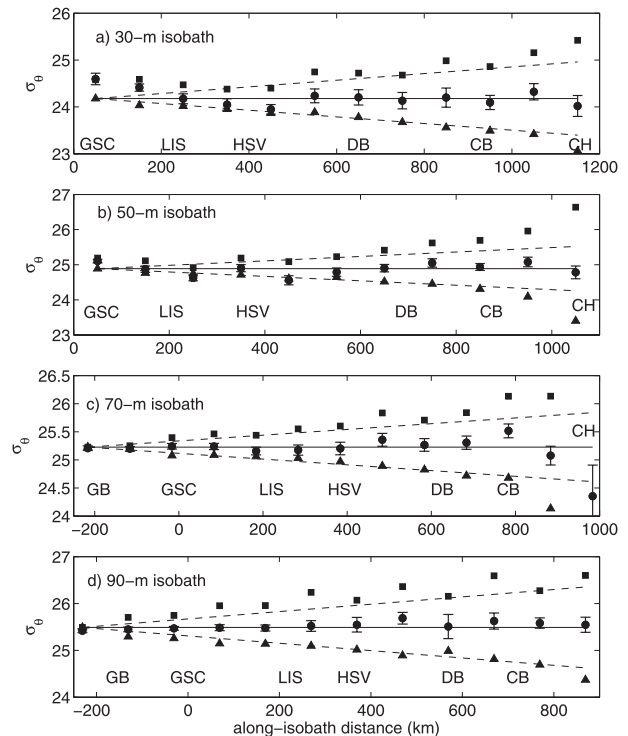 a) 30−m isobath
26
25
24
23
σθ
GSC LIS HSV DB CB CH
0 200 400 600 800 1000 1200
b) 50−m isobath
27
26
25
24
23
σθ
GSC LIS HSV DB CB CH
0 200 400 600 800 1000
c) 70−m isobath
26.5
26
25.5
25
24.5
24
σθ
CH
GB GSC LIS HSV DB CB
−200 0 200 400 600 800 1000
d) 90−m isobath
27
26
25
24
σθ
GB GSC LIS HSV DB CB
−200 0 200 400 600 800
along−isobath distance (km)